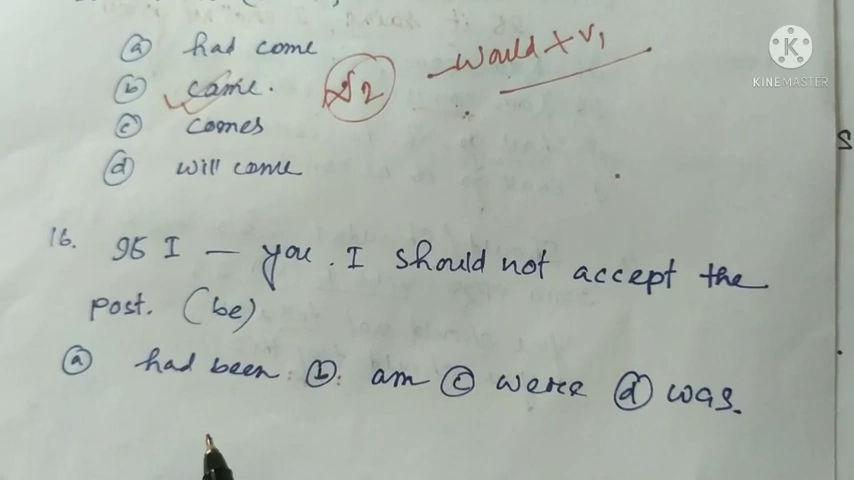 ⓐ had come
would + V1
ⓑ came.
V2
ⓒ comes
ⓓ will come
16. If I — you. I should not accept the
post. (be)
ⓐ had been ⓑ am ⓒ were ⓓ was.
K
KINEMASTER